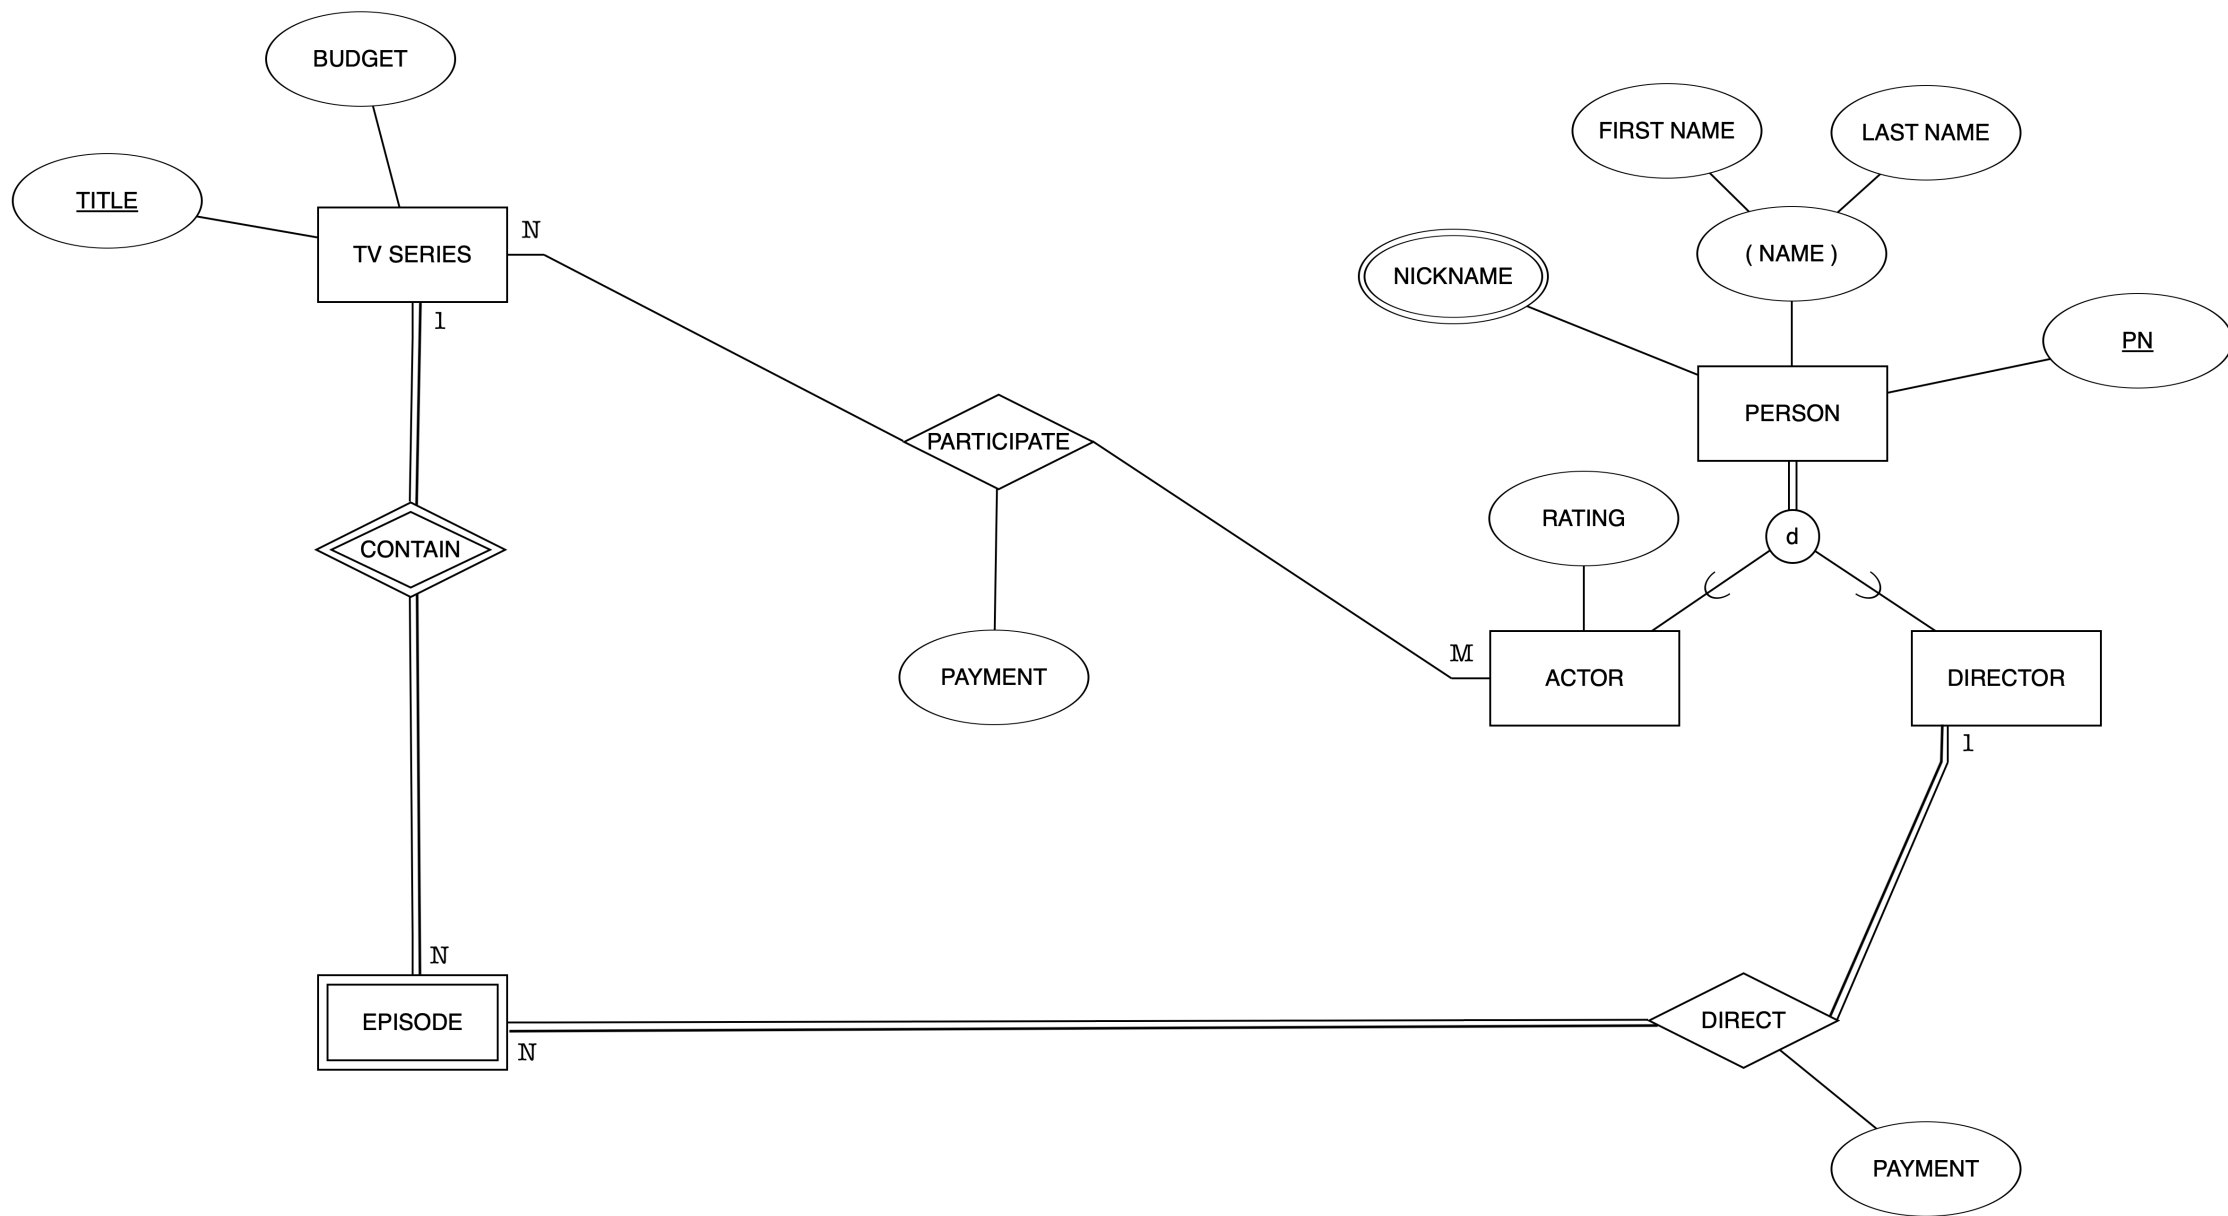 BUDGET
FIRST NAME
LAST NAME
TITLE
N
TV SERIES
( NAME )
NICKNAME
1
PN
PERSON
PARTICIPATE
RATING
d
CONTAIN
M
PAYMENT
ACTOR
DIRECTOR
1
N
EPISODE
N
DIRECT
PAYMENT